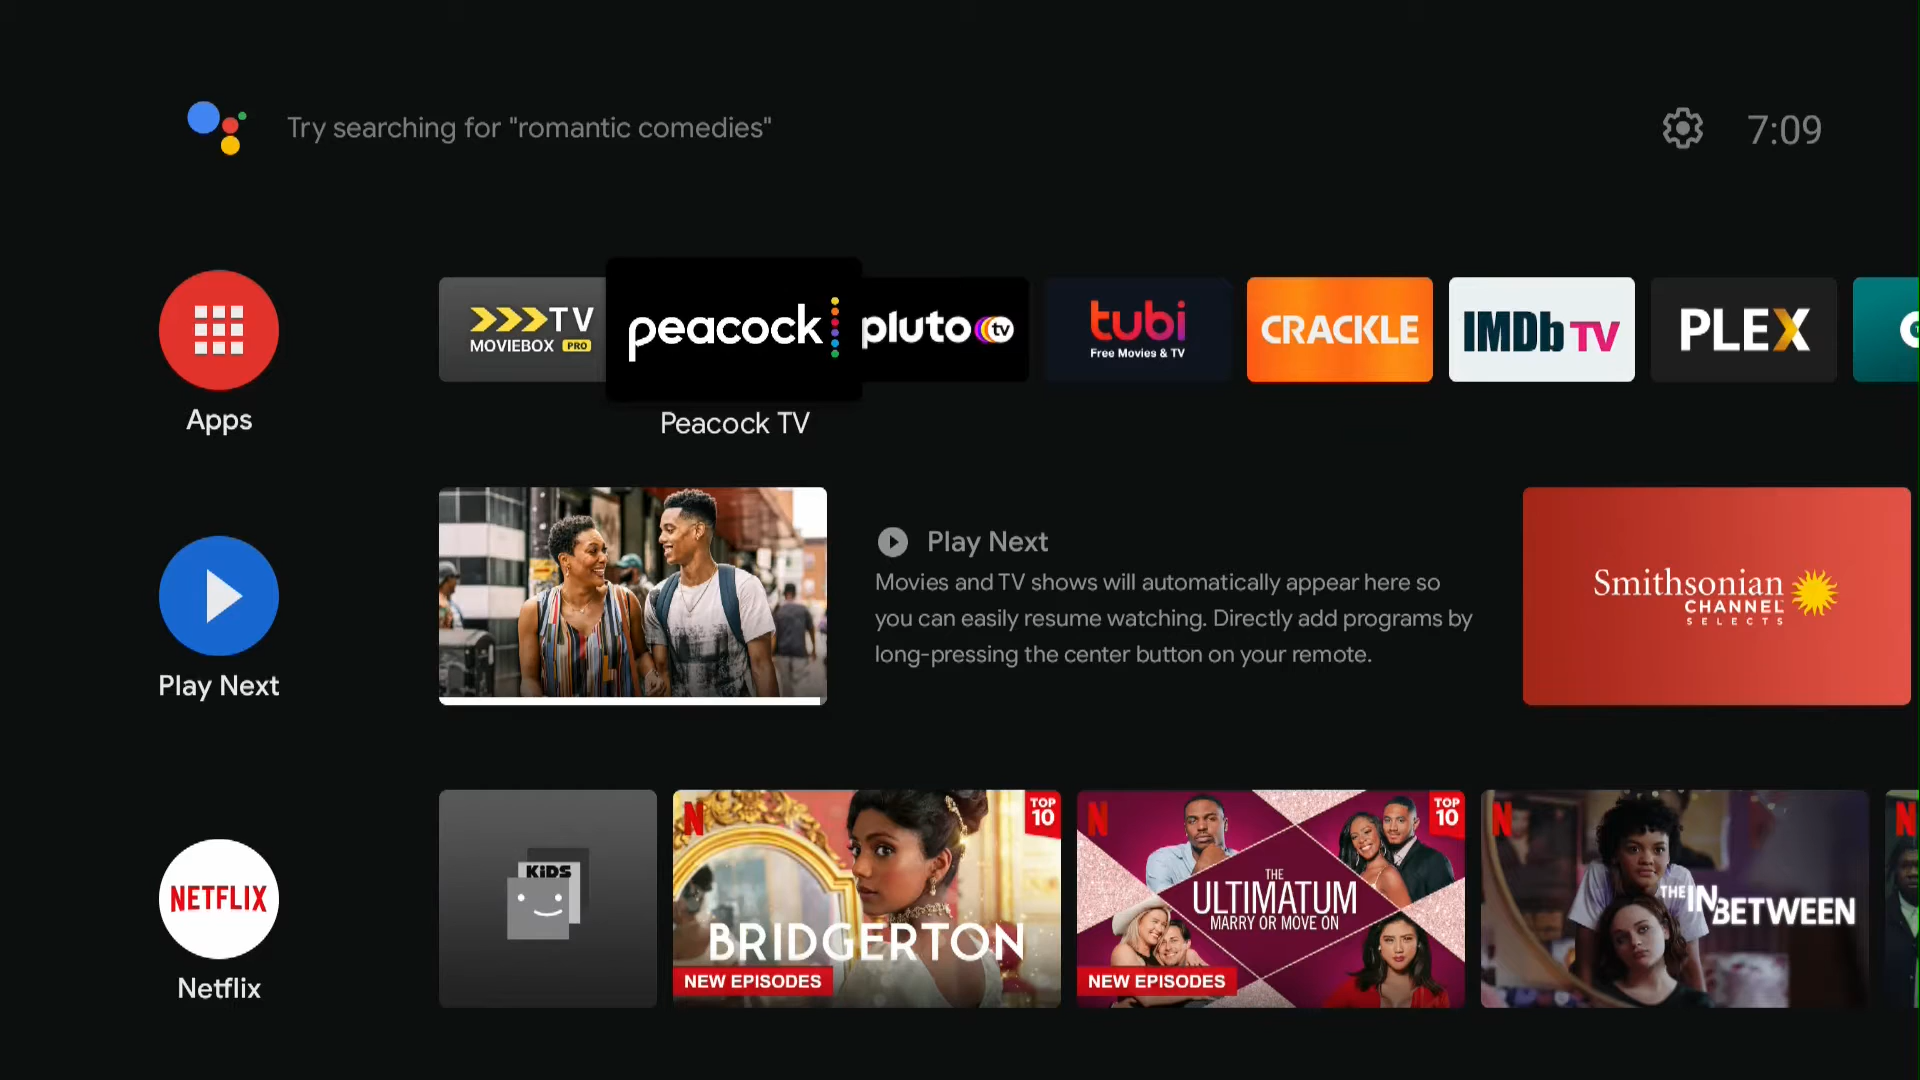 Try searching for "romantic comedies"
7:09
Apps
TV
MOVIEBOX PRO
peacock
pluto tv
tubi
Free Movies & TV
CRACKLE
IMDb TV
PLEX
Peacock TV
Play Next
Play Next
Movies and TV shows will automatically appear here so
you can easily resume watching. Directly add programs by
long-pressing the center button on your remote.
Smithsonian
CHANNEL
SELECTS
NETFLIX
Netflix
KiDS
N
TOP
10
BRIDGERTON
NEW EPISODES
N
TOP
10
THE
ULTIMATUM
MARRY OR MOVE ON
NEW EPISODES
N
THE IN BETWEEN
N